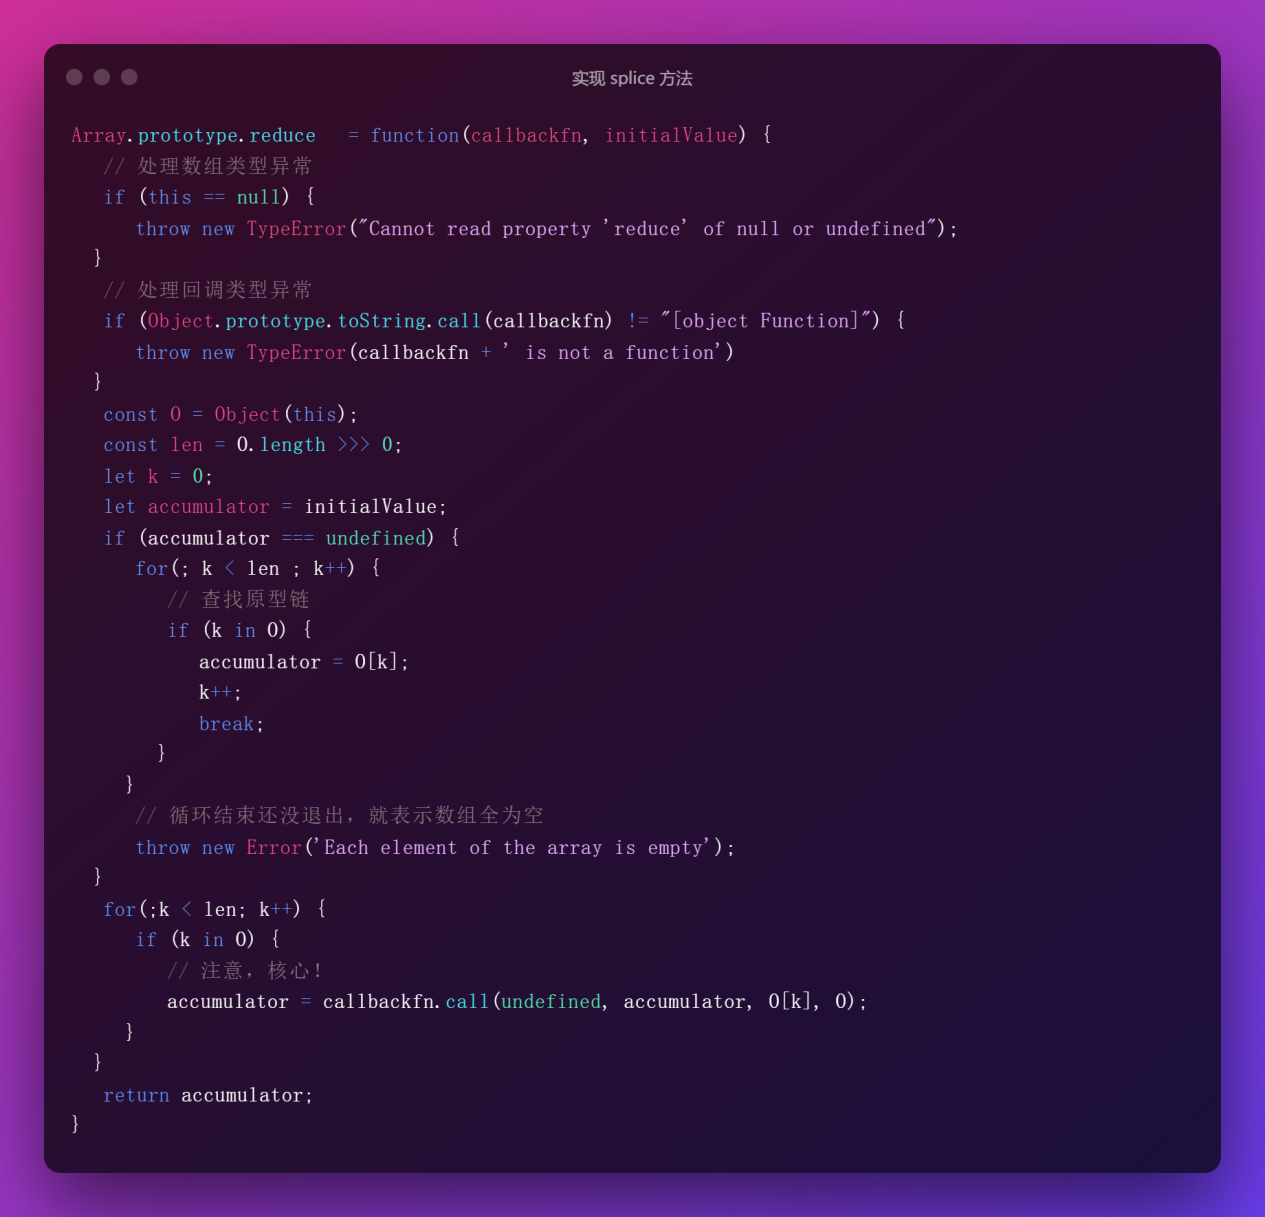 实现 splice 方法
Array.prototype.reduce   = function(callbackfn, initialValue) {
   // 处理数组类型异常
   if (this == null) {
      throw new TypeError("Cannot read property 'reduce' of null or undefined");
  }
   // 处理回调类型异常
   if (Object.prototype.toString.call(callbackfn) != "[object Function]") {
      throw new TypeError(callbackfn + ' is not a function')
  }
   const O = Object(this);
   const len = O.length >>> 0;
   let k = 0;
   let accumulator = initialValue;
   if (accumulator === undefined) {
      for(; k < len ; k++) {
         // 查找原型链
         if (k in O) {
            accumulator = O[k];
            k++;
            break;
        }
     }
      // 循环结束还没退出，就表示数组全为空
      throw new Error('Each element of the array is empty');
  }
   for(;k < len; k++) {
      if (k in O) {
         // 注意，核心！
         accumulator = callbackfn.call(undefined, accumulator, O[k], O);
     }
  }
   return accumulator;
}